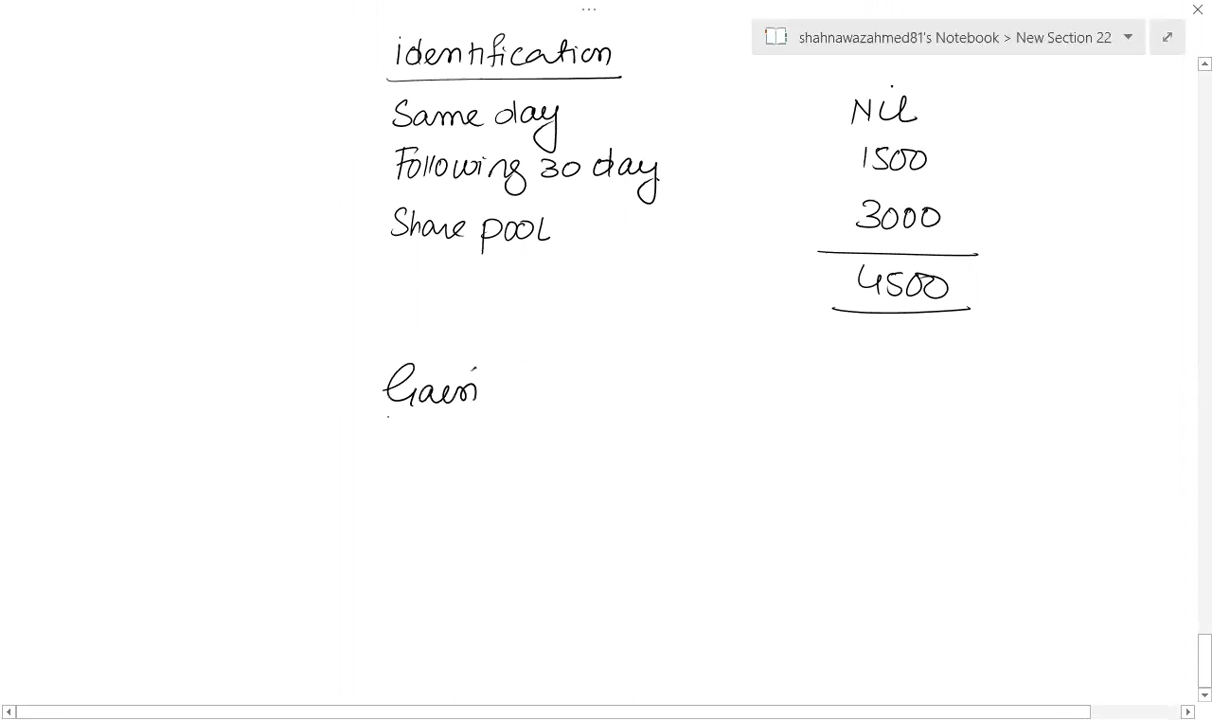 shahnawazahmed81's Notebook > New Section 22
identification
Same day Nil
Following 30 day 1500
Share pool 3000
4500
Gain